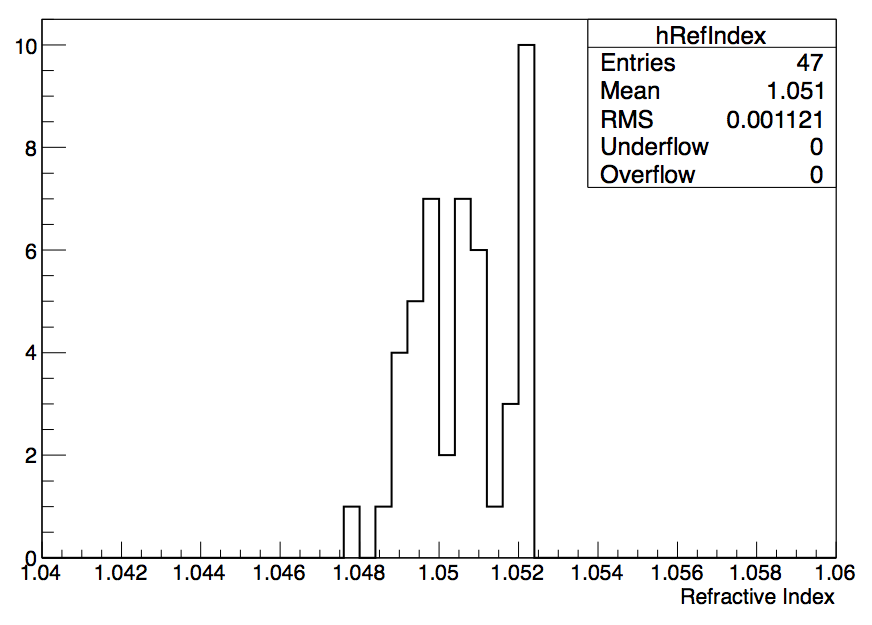 hRefIndex
Entries 47
Mean 1.051
RMS 0.001121
Underflow 0
Overflow 0
10
8
6
4
2
0
1.04 1.042 1.044 1.046 1.048 1.05 1.052 1.054 1.056 1.058 1.06
Refractive Index